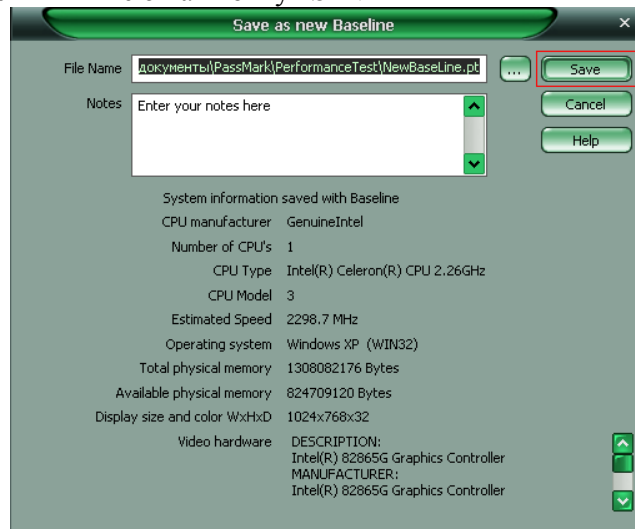 Save as new Baseline
File Name документы\PassMark\PerformanceTest\NewBaseLine.pt ... Save
Notes Enter your notes here Cancel
Help
System information saved with Baseline
CPU manufacturer GenuineIntel
Number of CPU's 1
CPU Type Intel(R) Celeron(R) CPU 2.26GHz
CPU Model 3
Estimated Speed 2298.7 MHz
Operating system Windows XP (WIN32)
Total physical memory 1308082176 Bytes
Available physical memory 824709120 Bytes
Display size and color WxHxD 1024x768x32
Video hardware DESCRIPTION:
Intel(R) 82865G Graphics Controller
MANUFACTURER:
Intel(R) 82865G Graphics Controller